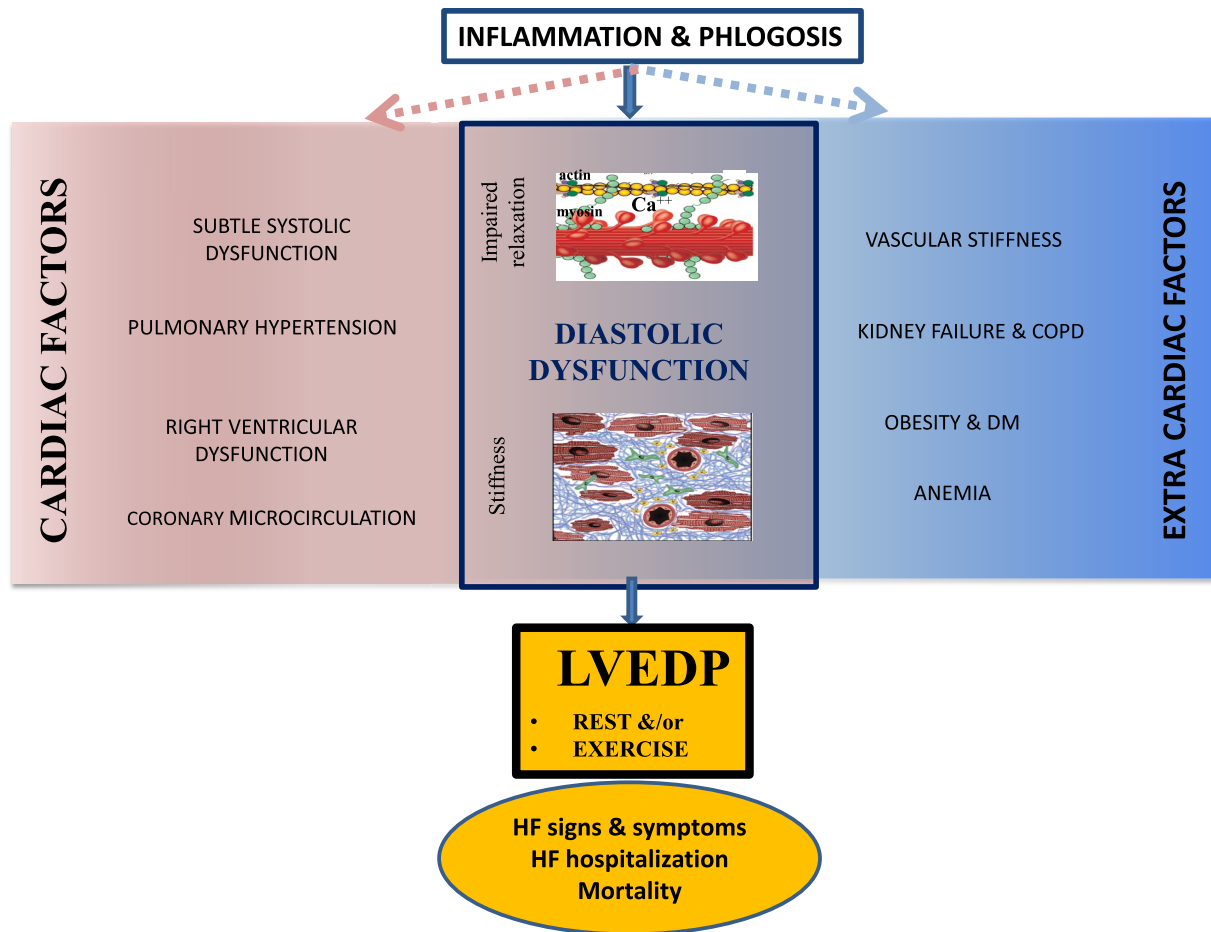 INFLAMMATION & PHLOGOSIS
CARDIAC FACTORS
SUBTLE SYSTOLIC
DYSFUNCTION
PULMONARY HYPERTENSION
RIGHT VENTRICULAR
DYSFUNCTION
CORONARY MICROCIRCULATION
Impaired
relaxation
actin
Ca++
myosin
DIASTOLIC
DYSFUNCTION
Stiffness
VASCULAR STIFFNESS
KIDNEY FAILURE & COPD
OBESITY & DM
ANEMIA
EXTRA CARDIAC FACTORS
LVEDP
• REST &/or
• EXERCISE
HF signs & symptoms
HF hospitalization
Mortality